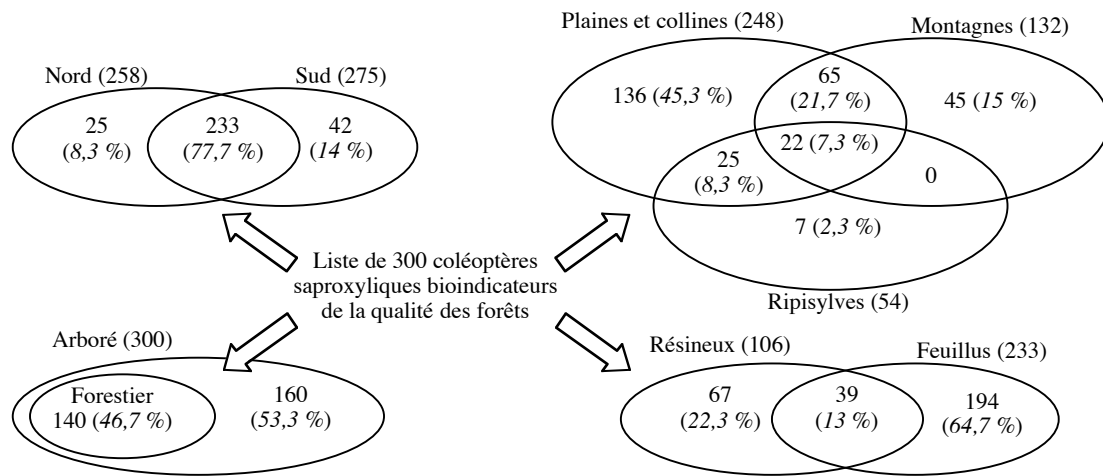 Plaines et collines (248)
Montagnes (132)
Nord (258)
Sud (275)
65
(21,7 %)
136 (45,3 %)
45 (15 %)
25
(8,3 %)
233
(77,7 %)
42
(14 %)
22 (7,3 %)
25
(8,3 %)
0
7 (2,3 %)
Liste de 300 coléoptères
saproxyliques bioindicateurs
de la qualité des forêts
Ripisylves (54)
Arboré (300)
Forestier
140 (46,7 %)
160
(53,3 %)
Résineux (106)
Feuillus (233)
67
(22,3 %)
39
(13 %)
194
(64,7 %)